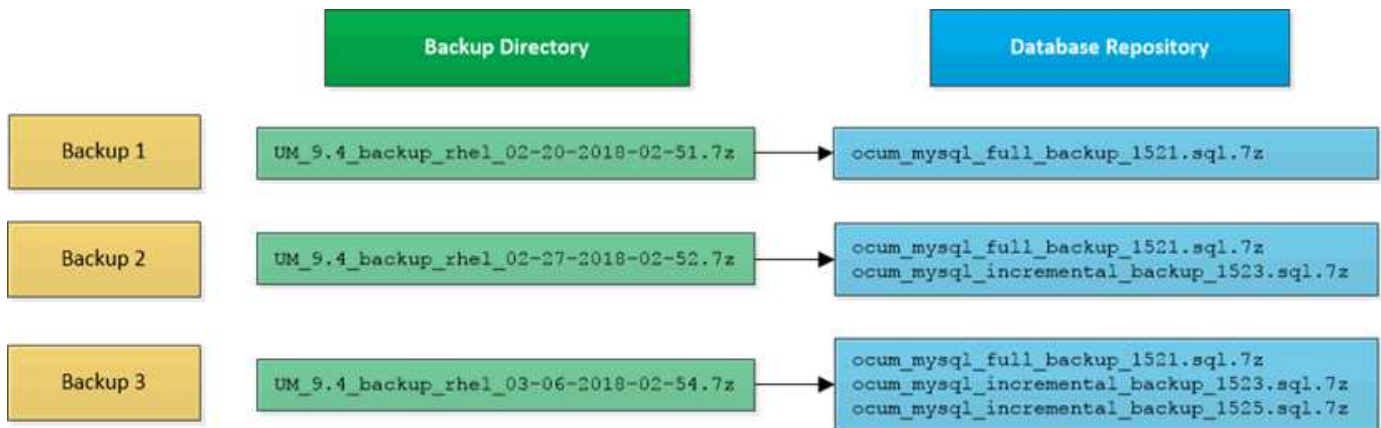 Backup Directory
Database Repository
Backup 1
UM_9.4_backup_rhel_02-20-2018-02-51.7z
ocum_mysql_full_backup_1521.sql.7z
Backup 2
UM_9.4_backup_rhel_02-27-2018-02-52.7z
ocum_mysql_full_backup_1521.sql.7z
ocum_mysql_incremental_backup_1523.sql.7z
Backup 3
UM_9.4_backup_rhel_03-06-2018-02-54.7z
ocum_mysql_full_backup_1521.sql.7z
ocum_mysql_incremental_backup_1523.sql.7z
ocum_mysql_incremental_backup_1525.sql.7z